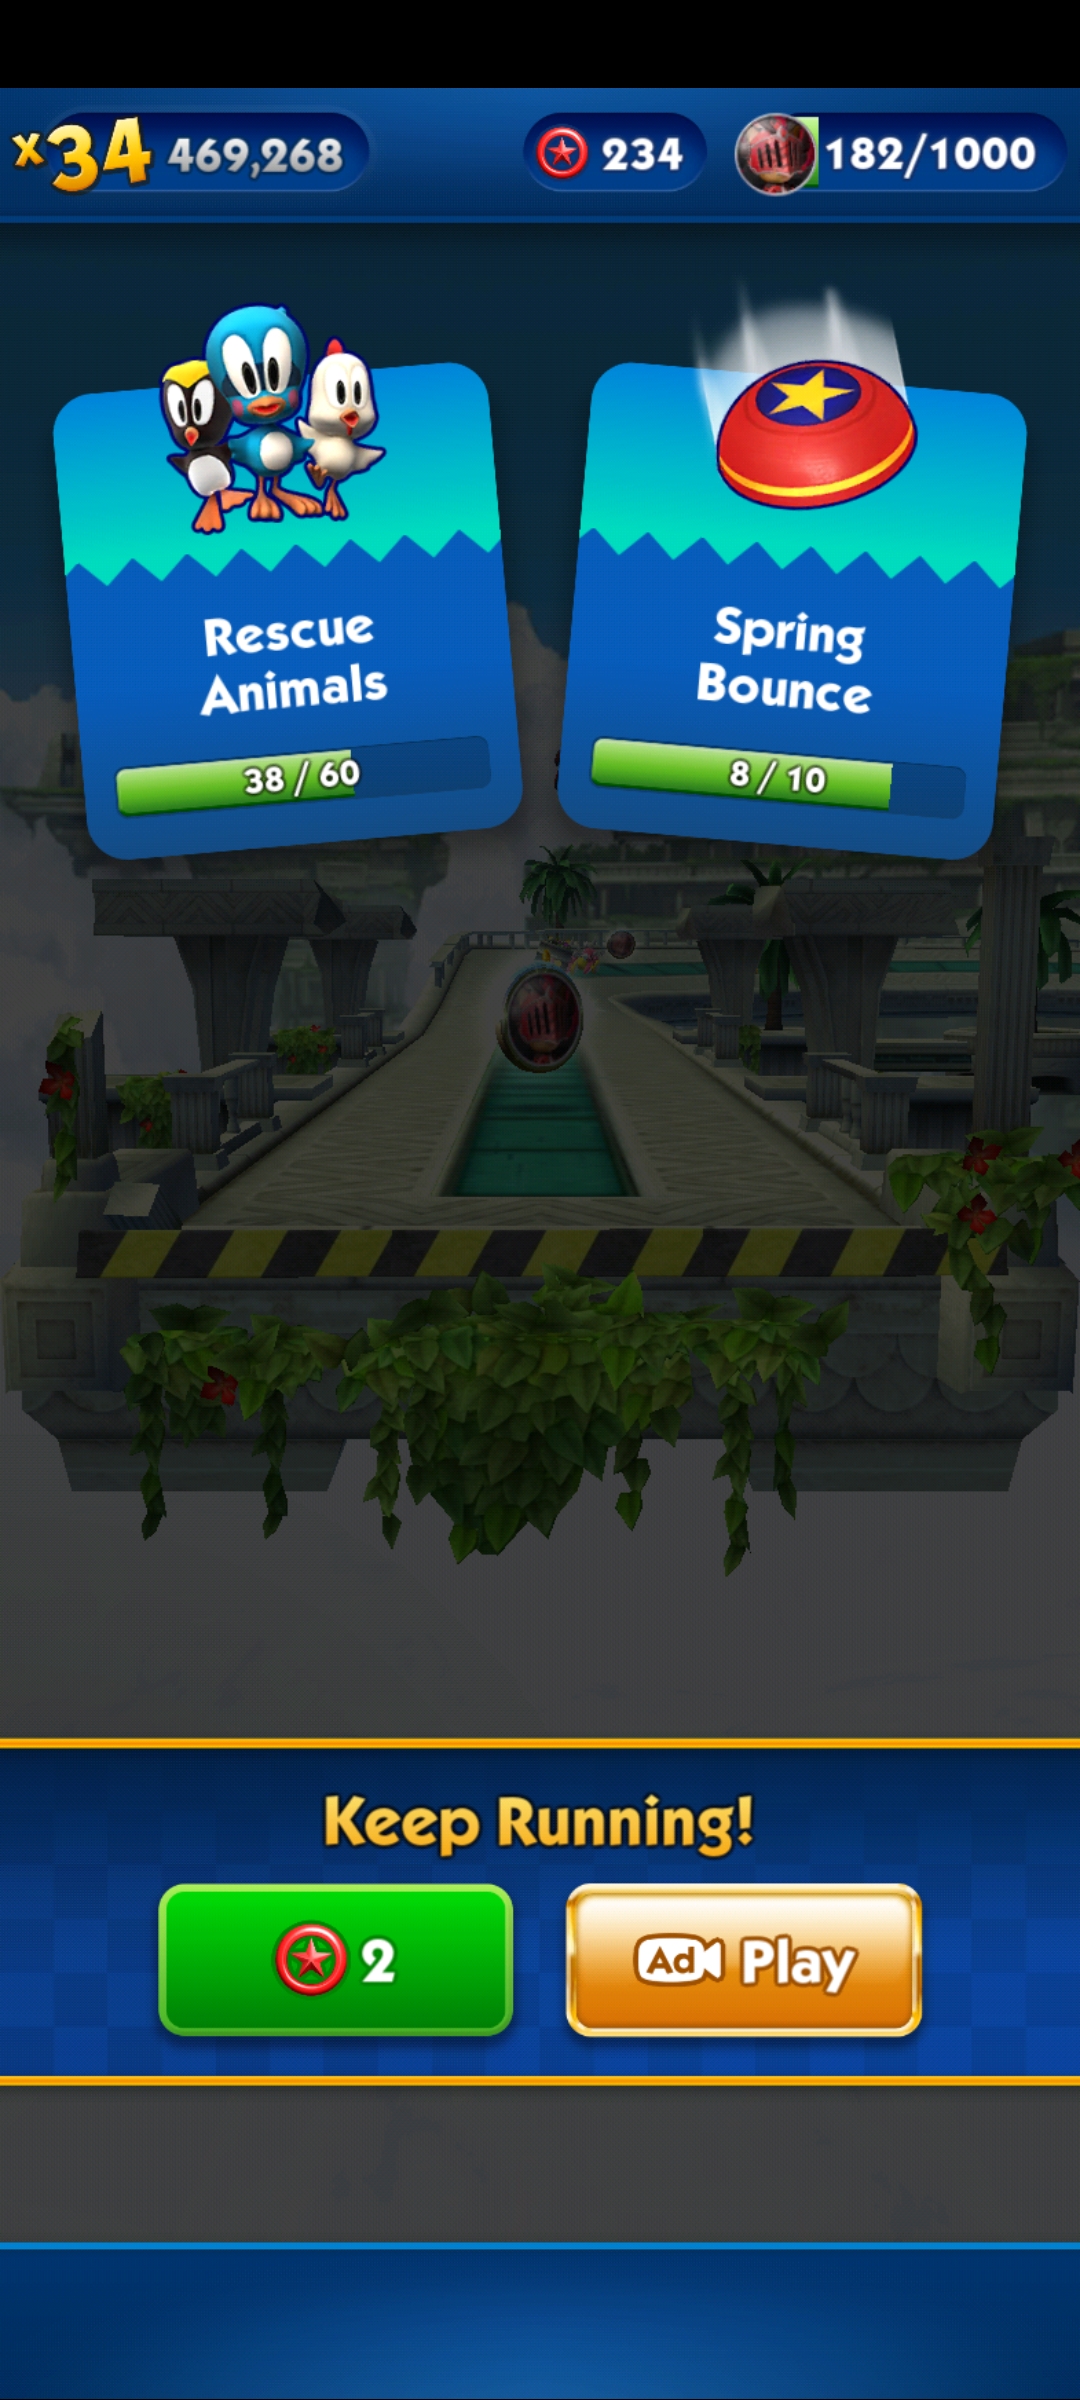 x34 469,268
234
182/1000
Rescue
Animals
38 / 60
Spring
Bounce
8 / 10
Keep Running!
2
Ad Play